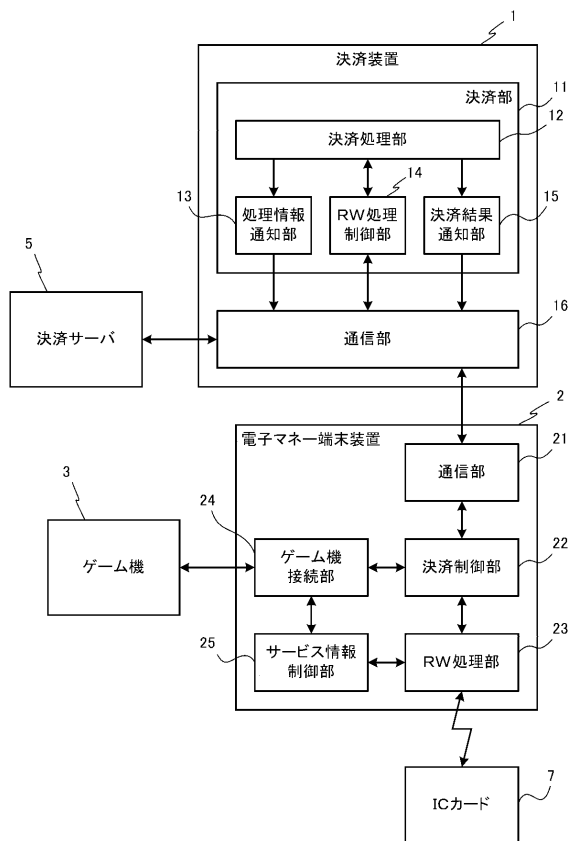 1
決済装置
11
決済部
12
決済処理部
14
13
処理情報
通知部
RW処理
制御部
決済結果
通知部
15
5
決済サーバ
16
通信部
2
電子マネー端末装置
21
通信部
3
ゲーム機
24
ゲーム機
接続部
22
決済制御部
25
サービス情報
制御部
23
RW処理部
7
ICカード